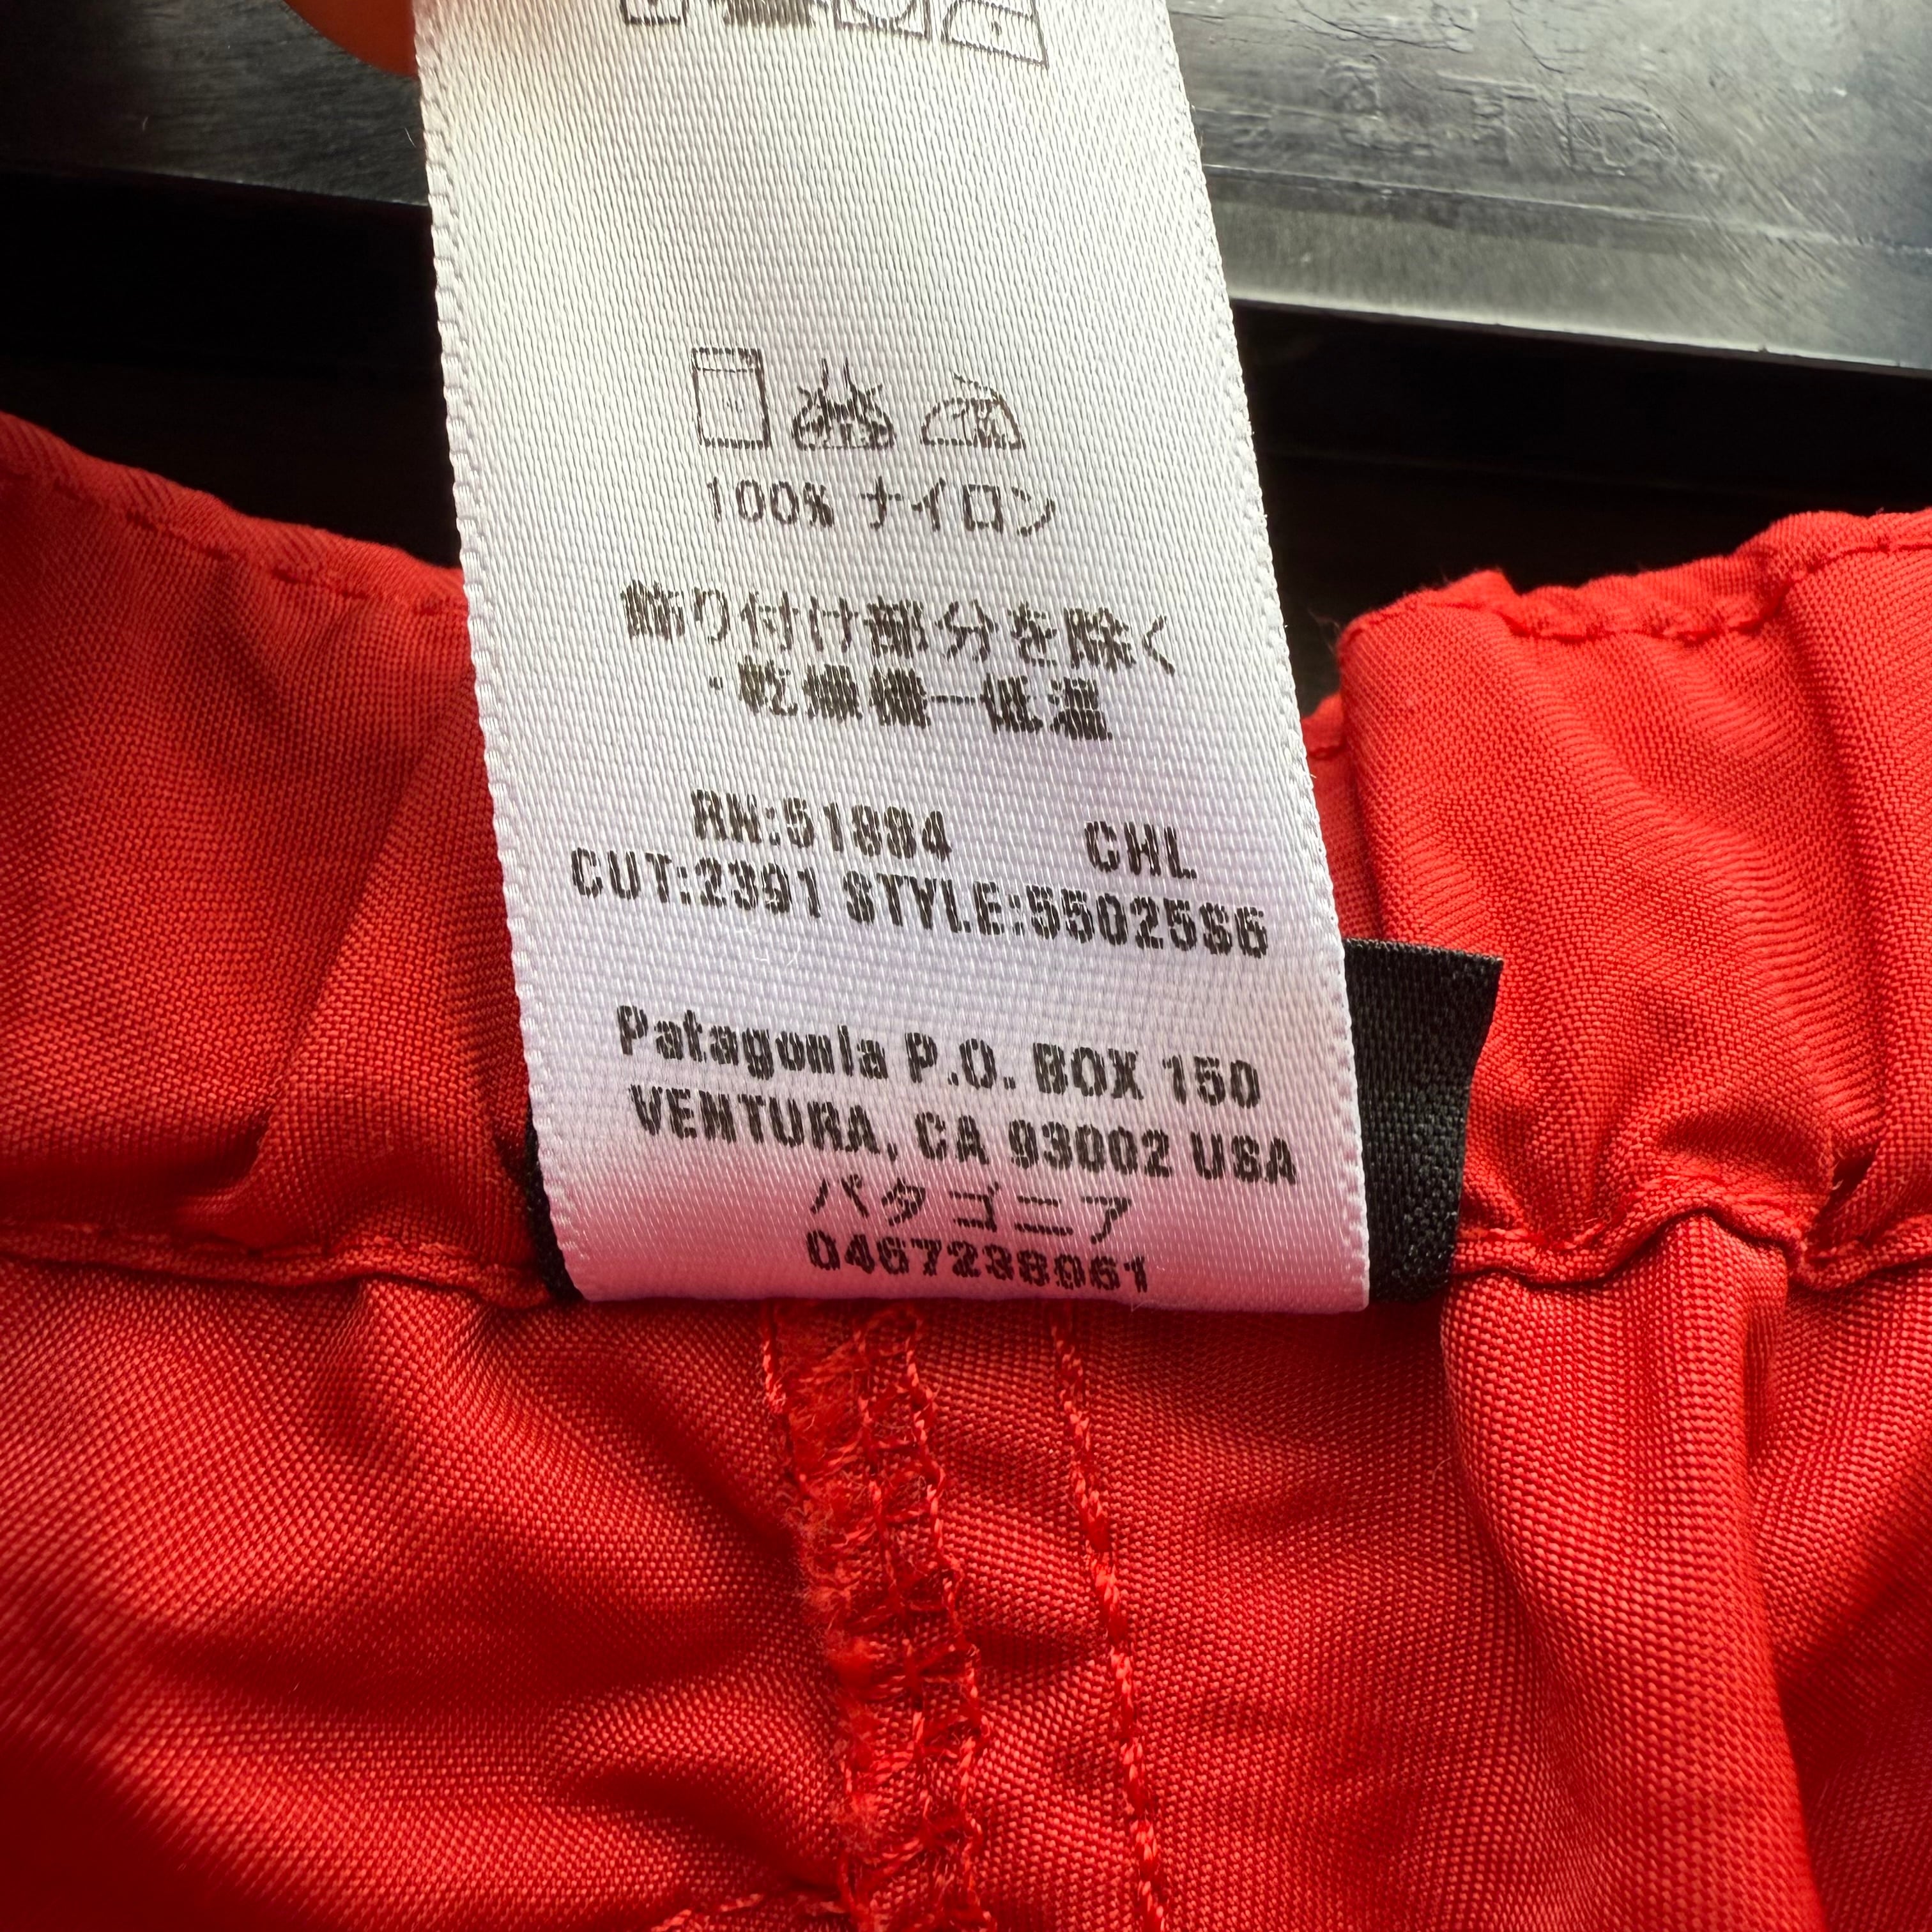 100% ナイロン
飾り付け部分を除く
・乾燥機ー低温
RN:51884 CHL
CUT:2391 STYLE:55025S6
Patagonia P.O. BOX 150
VENTURA, CA 93002 USA
パタゴニア
0467238961